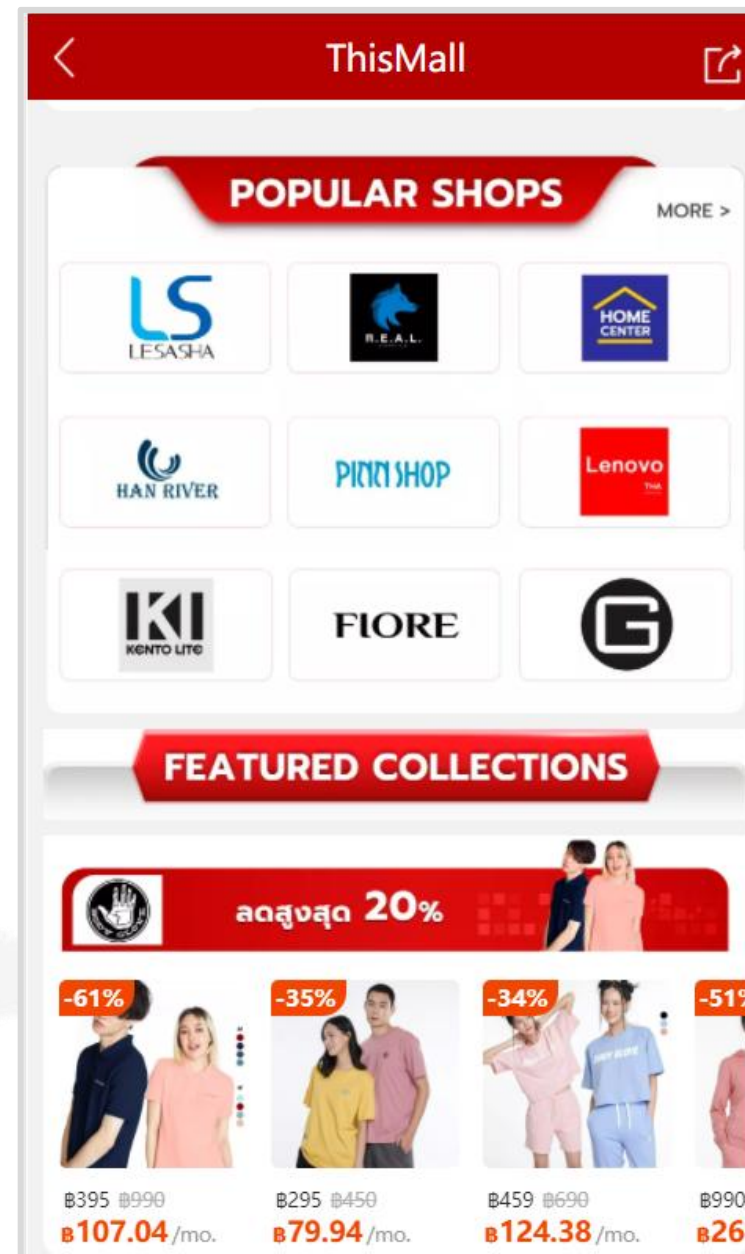 ThisMall
POPULAR SHOPS
MORE >
LS
LESASHA
R.E.A.L.
HOME
CENTER
HAN RIVER
PINN SHOP
Lenovo
THA
KI
KENTO LITE
FIORE
G
FEATURED COLLECTIONS
ลดสูงสุด 20%
-61%
-35%
-34%
-51%
฿395 ฿990
฿295 ฿450
฿459 ฿690
฿990
฿107.04/mo.
฿79.94/mo.
฿124.38/mo.
฿26